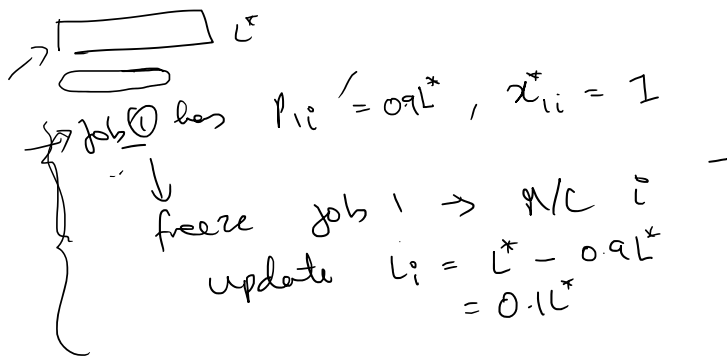 L*
Job ① has P₁ᵢ = 0.9L* , x*₁ᵢ = 1
freeze job 1 → M/C i
update Lᵢ = L* - 0.9L*
= 0.1L*